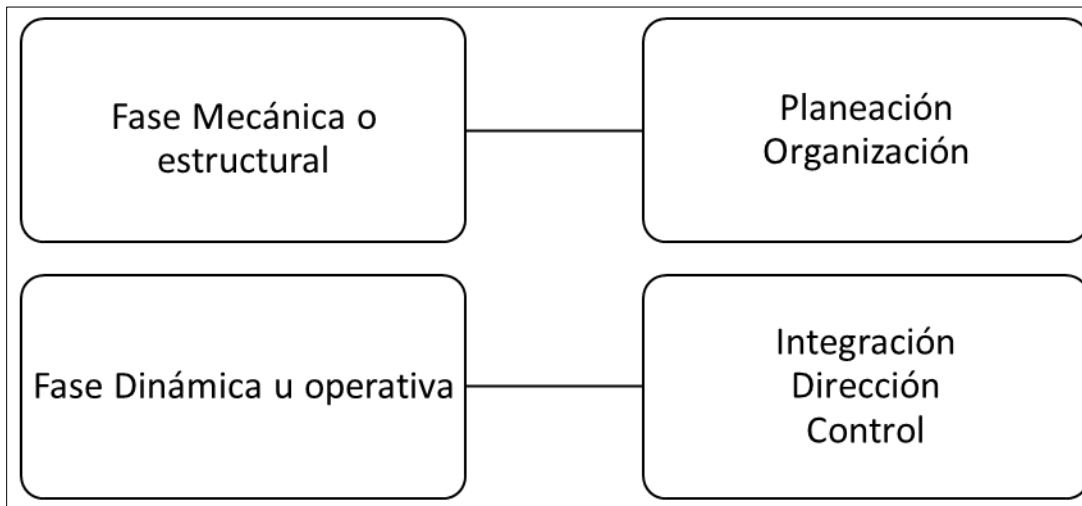 Fase Mecánica o
estructural
Planeación
Organización
Fase Dinámica u operativa
Integración
Dirección
Control